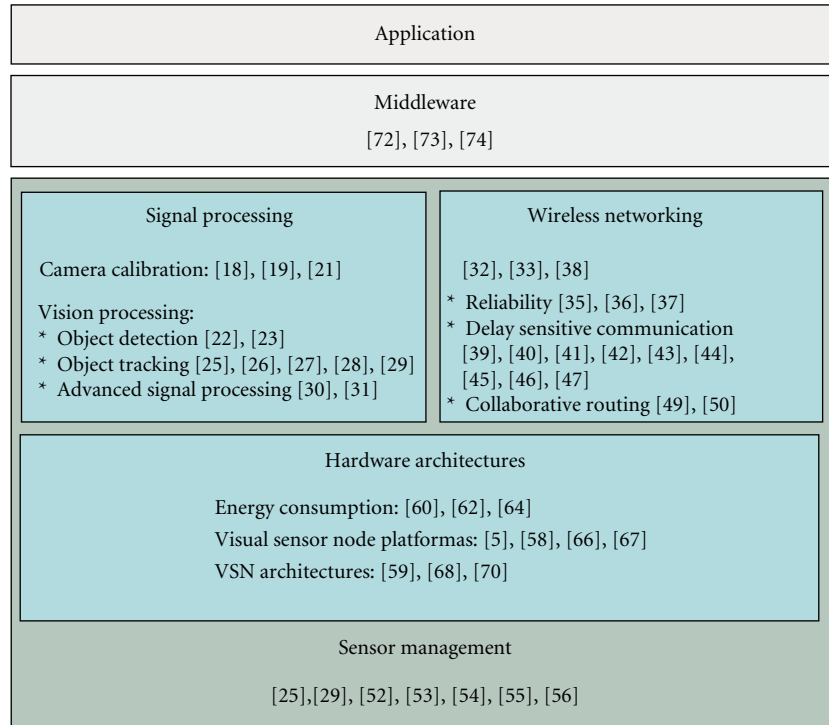 Application
Middleware
[72], [73], [74]
Signal processing
Camera calibration: [18], [19], [21]
Vision processing:
* Object detection [22], [23]
* Object tracking [25], [26], [27], [28], [29]
* Advanced signal processing [30], [31]
Wireless networking
[32], [33], [38]
* Reliability [35], [36], [37]
* Delay sensitive communication
[39], [40], [41], [42], [43], [44],
[45], [46], [47]
* Collaborative routing [49], [50]
Hardware architectures
Energy consumption: [60], [62], [64]
Visual sensor node platformas: [5], [58], [66], [67]
VSN architectures: [59], [68], [70]
Sensor management
[25],[29], [52], [53], [54], [55], [56]